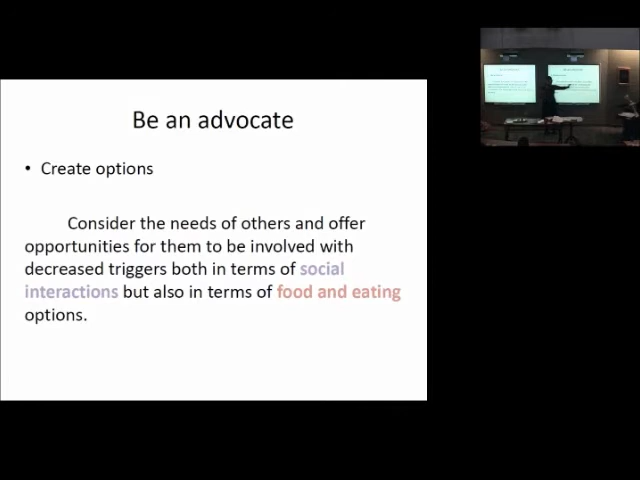 Be an advocate
• Create options
Consider the needs of others and offer
opportunities for them to be involved with
decreased triggers both in terms of social
interactions but also in terms of food and eating
options.